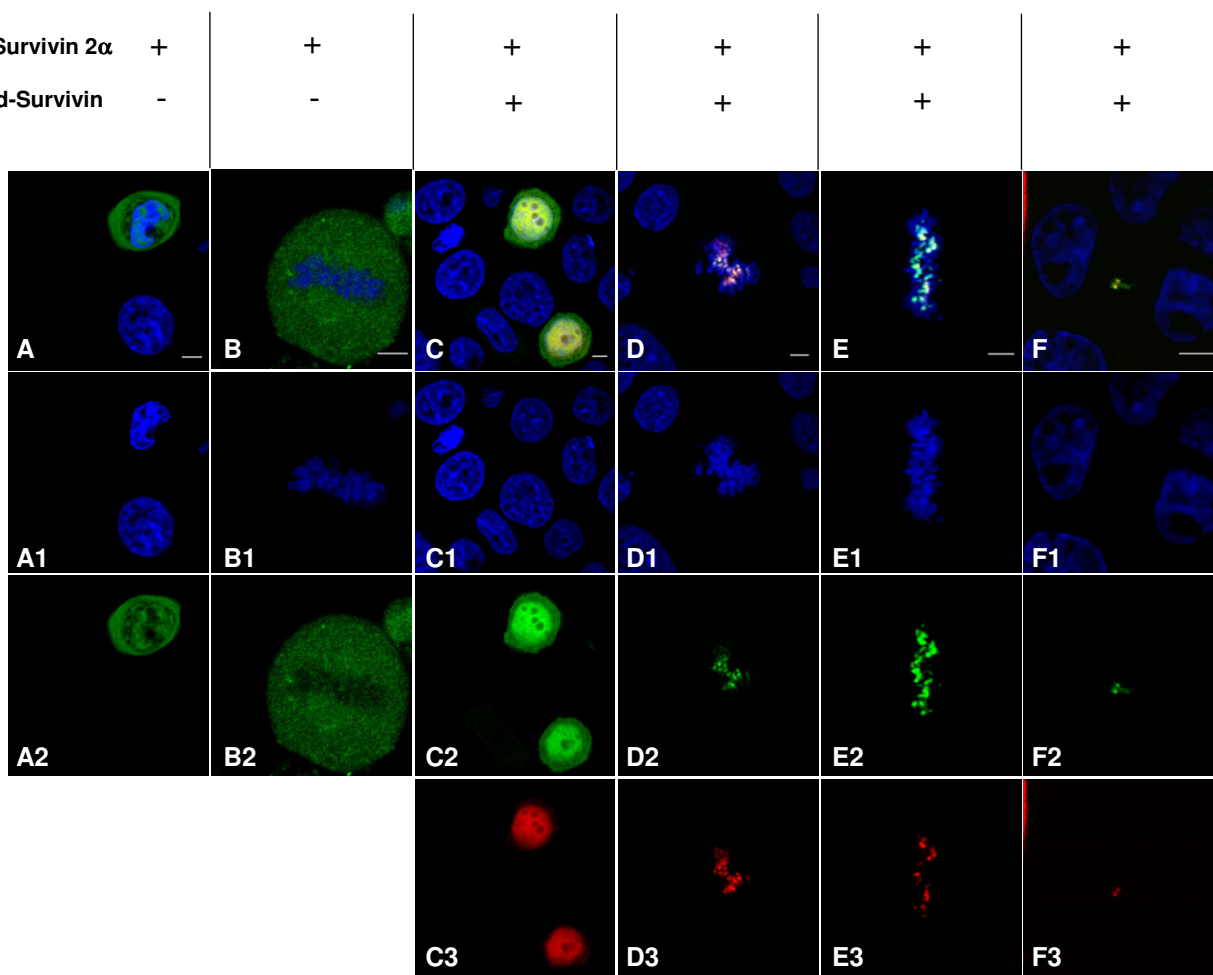 Survivin 2α + + + + + +
d-Survivin - - + + + +
A B C D E F
A1 B1 C1 D1 E1 F1
A2 B2 C2 D2 E2 F2
C3 D3 E3 F3